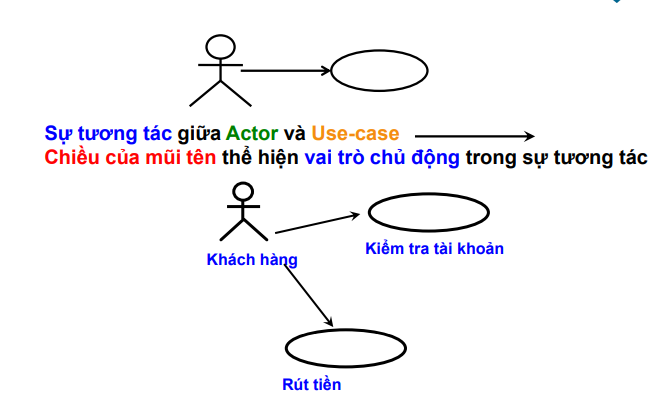 Sự tương tác giữa Actor và Use-case
Chiều của mũi tên thể hiện vai trò chủ động trong sự tương tác
Khách hàng
Kiểm tra tài khoản
Rút tiền